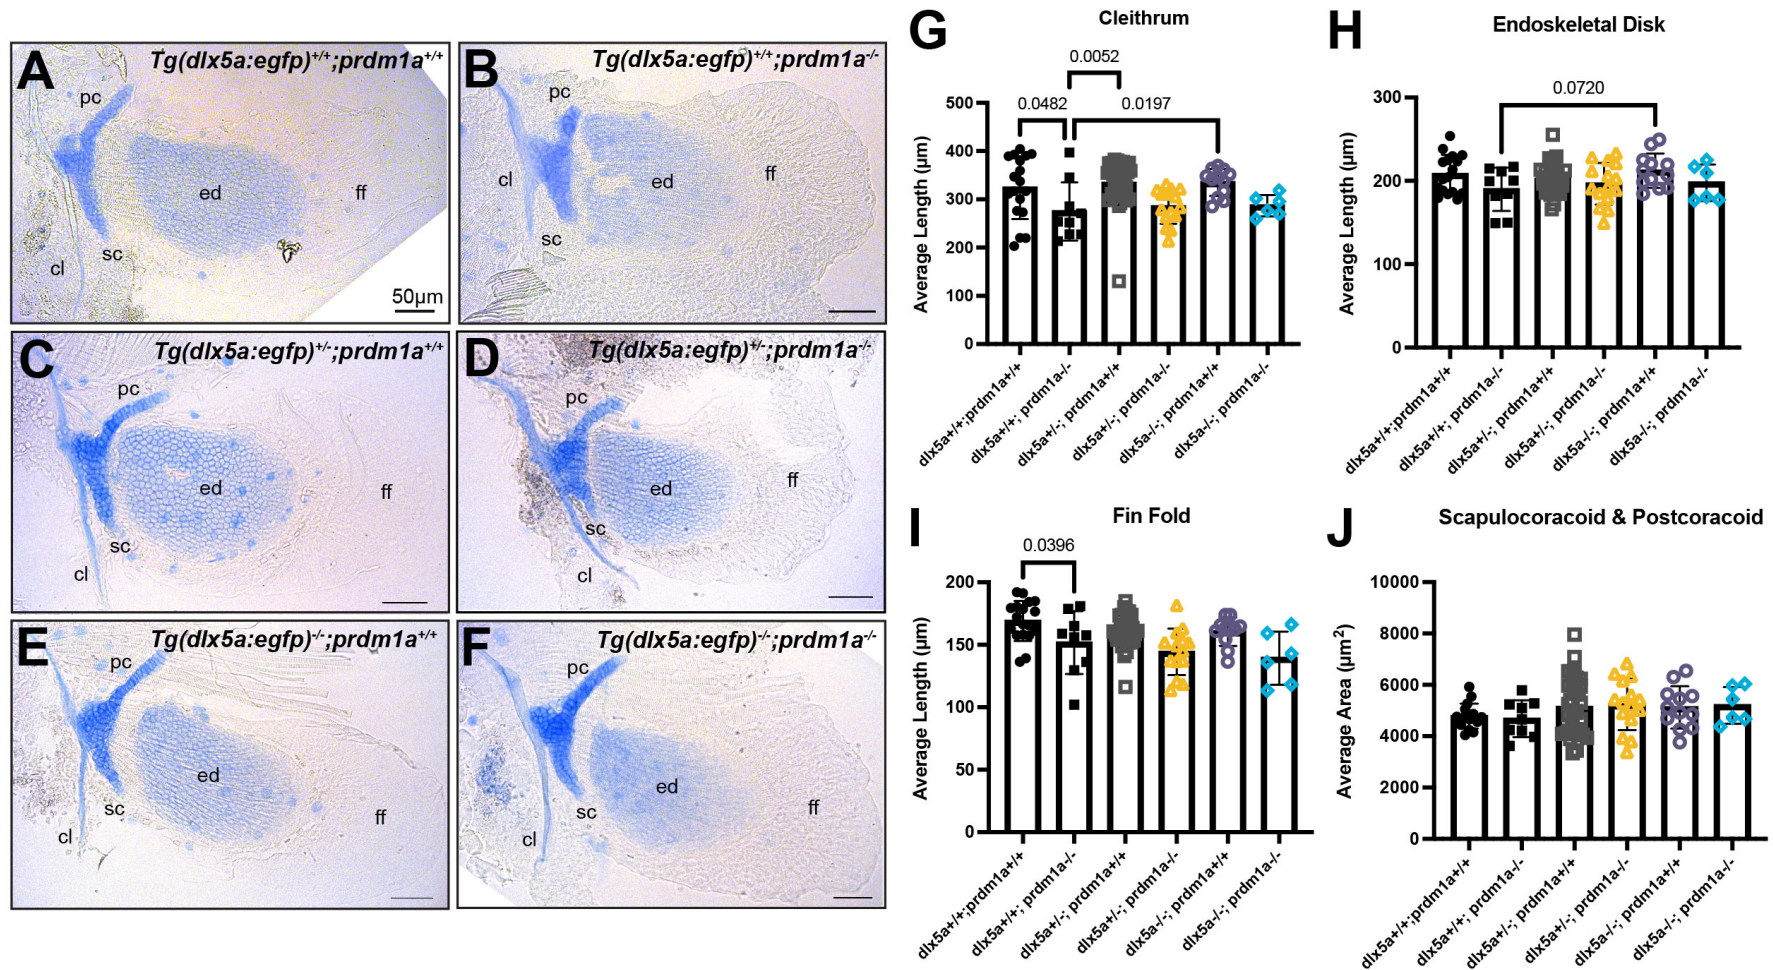 A
Tg(dlx5a:egfp)+/+;prdm1a+/+
pc
ed
ff
sc
cl
50µm
B
Tg(dlx5a:egfp)+/+;prdm1a-/-
pc
cl
ed
ff
sc
C
Tg(dlx5a:egfp)+/-;prdm1a+/+
pc
ed
ff
sc
cl
D
Tg(dlx5a:egfp)+/-;prdm1a-/-
pc
ed
ff
sc
cl
E
Tg(dlx5a:egfp)-/-;prdm1a+/+
pc
ed
sc
ff
cl
F
Tg(dlx5a:egfp)-/-;prdm1a-/-
pc
ed
ff
sc
cl
G
Cleithrum
0.0052
0.0482
0.0197
Average Length (µm)
500
400
300
200
100
0
dlx5a+/+;prdm1a+/+
dlx5a+/+; prdm1a-/-
dlx5a+/-; prdm1a+/+
dlx5a+/-; prdm1a-/-
dlx5a-/-; prdm1a+/+
dlx5a-/-; prdm1a-/-
H
Endoskeletal Disk
0.0720
Average Length (µm)
300
200
100
0
dlx5a+/+;prdm1a+/+
dlx5a+/+; prdm1a-/-
dlx5a+/-; prdm1a+/+
dlx5a+/-; prdm1a-/-
dlx5a-/-; prdm1a+/+
dlx5a-/-; prdm1a-/-
I
Fin Fold
0.0396
Average Length (µm)
200
150
100
50
0
dlx5a+/+;prdm1a+/+
dlx5a+/+; prdm1a-/-
dlx5a+/-; prdm1a+/+
dlx5a+/-; prdm1a-/-
dlx5a-/-; prdm1a+/+
dlx5a-/-; prdm1a-/-
J
Scapulocoracoid & Postcoracoid
Average Area (µm2)
10000
8000
6000
4000
2000
0
dlx5a+/+;prdm1a+/+
dlx5a+/+; prdm1a-/-
dlx5a+/-; prdm1a+/+
dlx5a+/-; prdm1a-/-
dlx5a-/-; prdm1a+/+
dlx5a-/-; prdm1a-/-